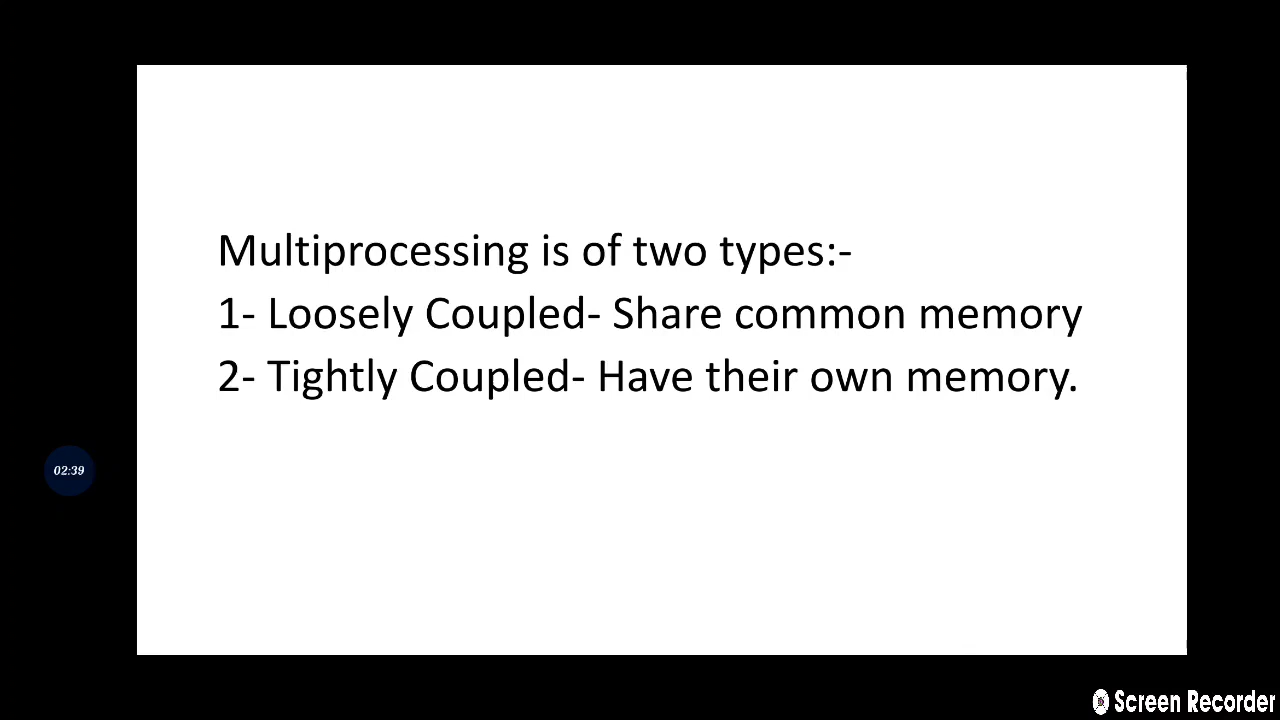 Multiprocessing is of two types:-
1- Loosely Coupled- Share common memory
2- Tightly Coupled- Have their own memory.
02:39
Screen Recorder